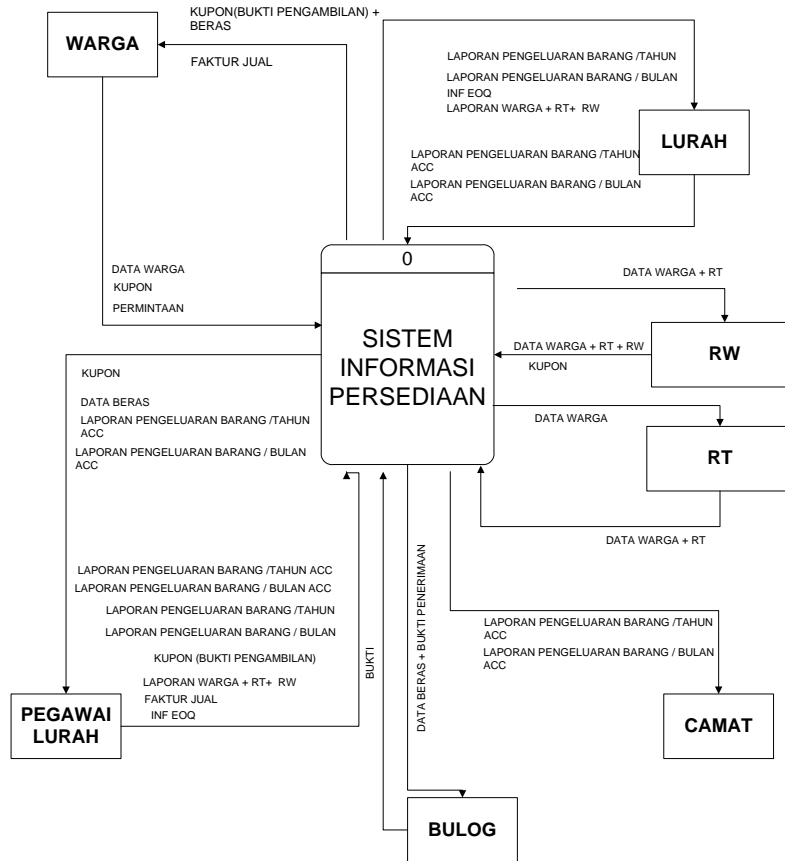 KUPON(BUKTI PENGAMBILAN) +
BERAS
WARGA
FAKTUR JUAL
LAPORAN PENGELUARAN BARANG /TAHUN
LAPORAN PENGELUARAN BARANG / BULAN
INF EOQ
LAPORAN WARGA + RT+ RW
LURAH
LAPORAN PENGELUARAN BARANG /TAHUN
ACC
LAPORAN PENGELUARAN BARANG / BULAN
ACC
0
SISTEM
INFORMASI
PERSEDIAAN
DATA WARGA
KUPON
PERMINTAAN
DATA WARGA + RT
RW
DATA WARGA + RT + RW
KUPON
DATA WARGA
RT
DATA WARGA + RT
KUPON
DATA BERAS
LAPORAN PENGELUARAN BARANG /TAHUN
ACC
LAPORAN PENGELUARAN BARANG / BULAN
ACC
LAPORAN PENGELUARAN BARANG /TAHUN ACC
LAPORAN PENGELUARAN BARANG / BULAN ACC
LAPORAN PENGELUARAN BARANG /TAHUN
LAPORAN PENGELUARAN BARANG / BULAN
KUPON (BUKTI PENGAMBILAN)
LAPORAN WARGA + RT+ RW
FAKTUR JUAL
INF EOQ
PEGAWAI
LURAH
BUKTI
DATA BERAS + BUKTI PENERIMAAN
LAPORAN PENGELUARAN BARANG /TAHUN
ACC
LAPORAN PENGELUARAN BARANG / BULAN
ACC
CAMAT
BULOG